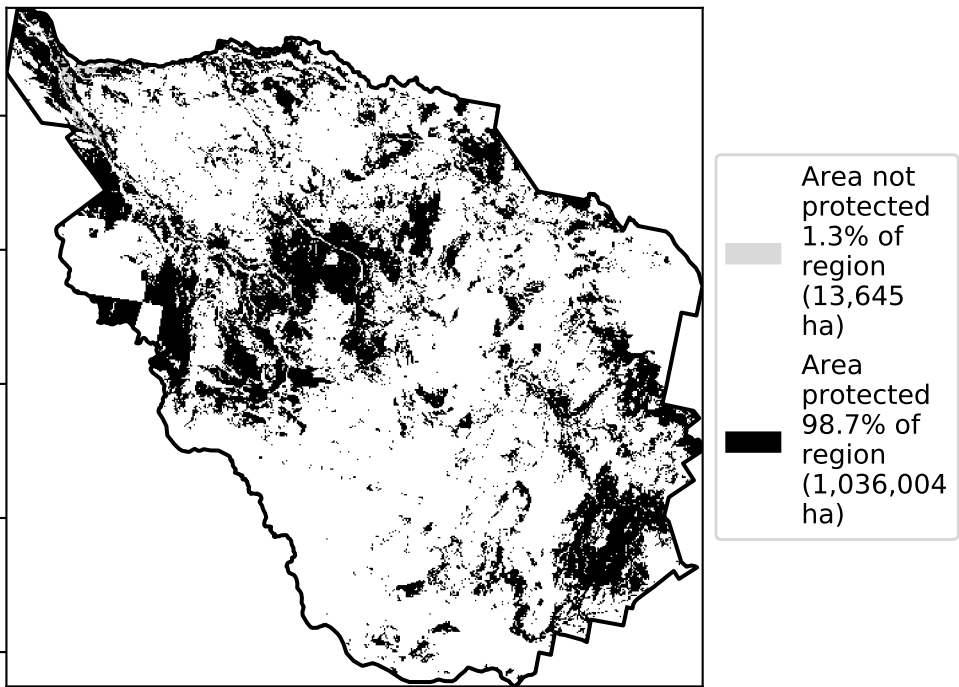 Area not
protected
1.3% of
region
(13,645
ha)
Area
protected
98.7% of
region
(1,036,004
ha)